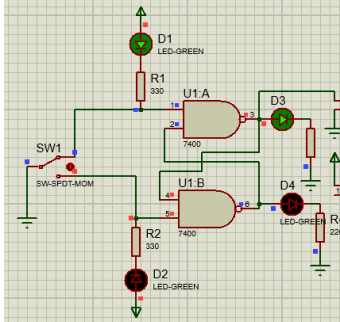 D1
LED-GREEN
R1
330
U1:A
1
2
3
7400
D3
SW1
SW-SPDT-MOM
U1:B
4
5
6
7400
D4
LED-GREEN
R2
330
D2
LED-GREEN